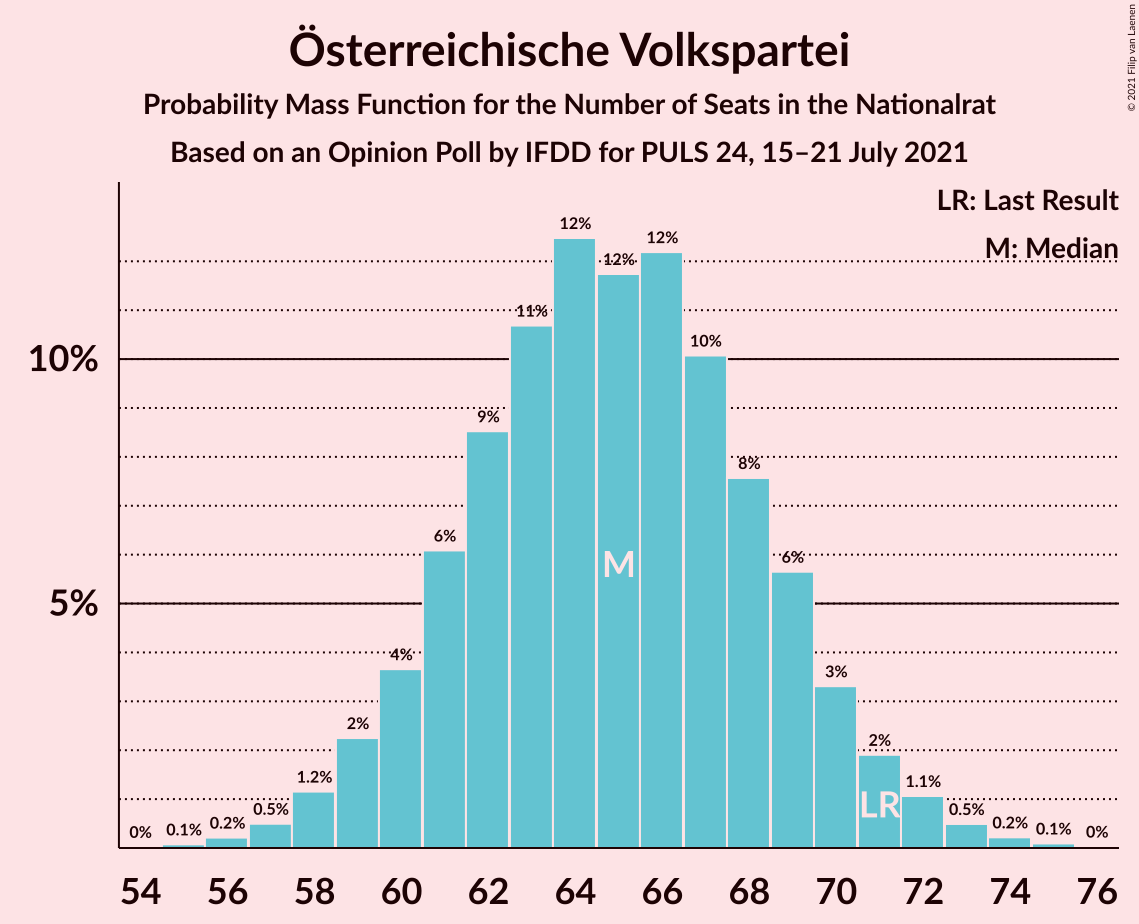 Österreichische Volkspartei
Probability Mass Function for the Number of Seats in the Nationalrat
Based on an Opinion Poll by IFDD for PULS 24, 15–21 July 2021
© 2021 Filip van Laenen
LR: Last Result
M: Median
10%
5%
0% 0.1% 0.2% 0.5% 1.2% 2% 4% 6% 9% 11% 12% 12% 12% 10% 8% 6% 3% 2% 1.1% 0.5% 0.2% 0.1% 0%
M
LR
54 56 58 60 62 64 66 68 70 72 74 76